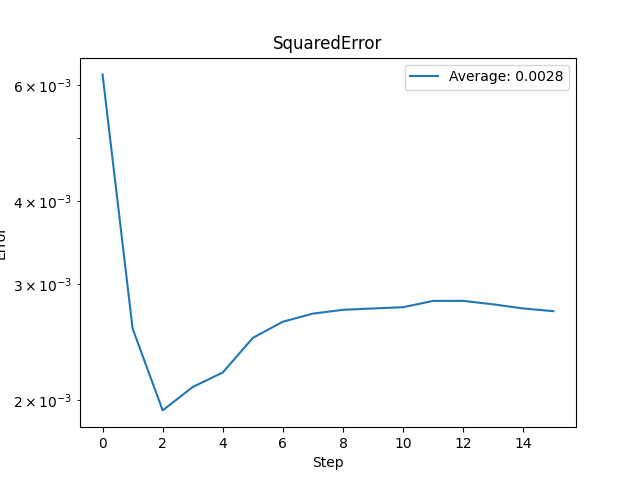 SquaredError
Average: 0.0028
6 × 10⁻³
4 × 10⁻³
3 × 10⁻³
2 × 10⁻³
Error
0 2 4 6 8 10 12 14
Step